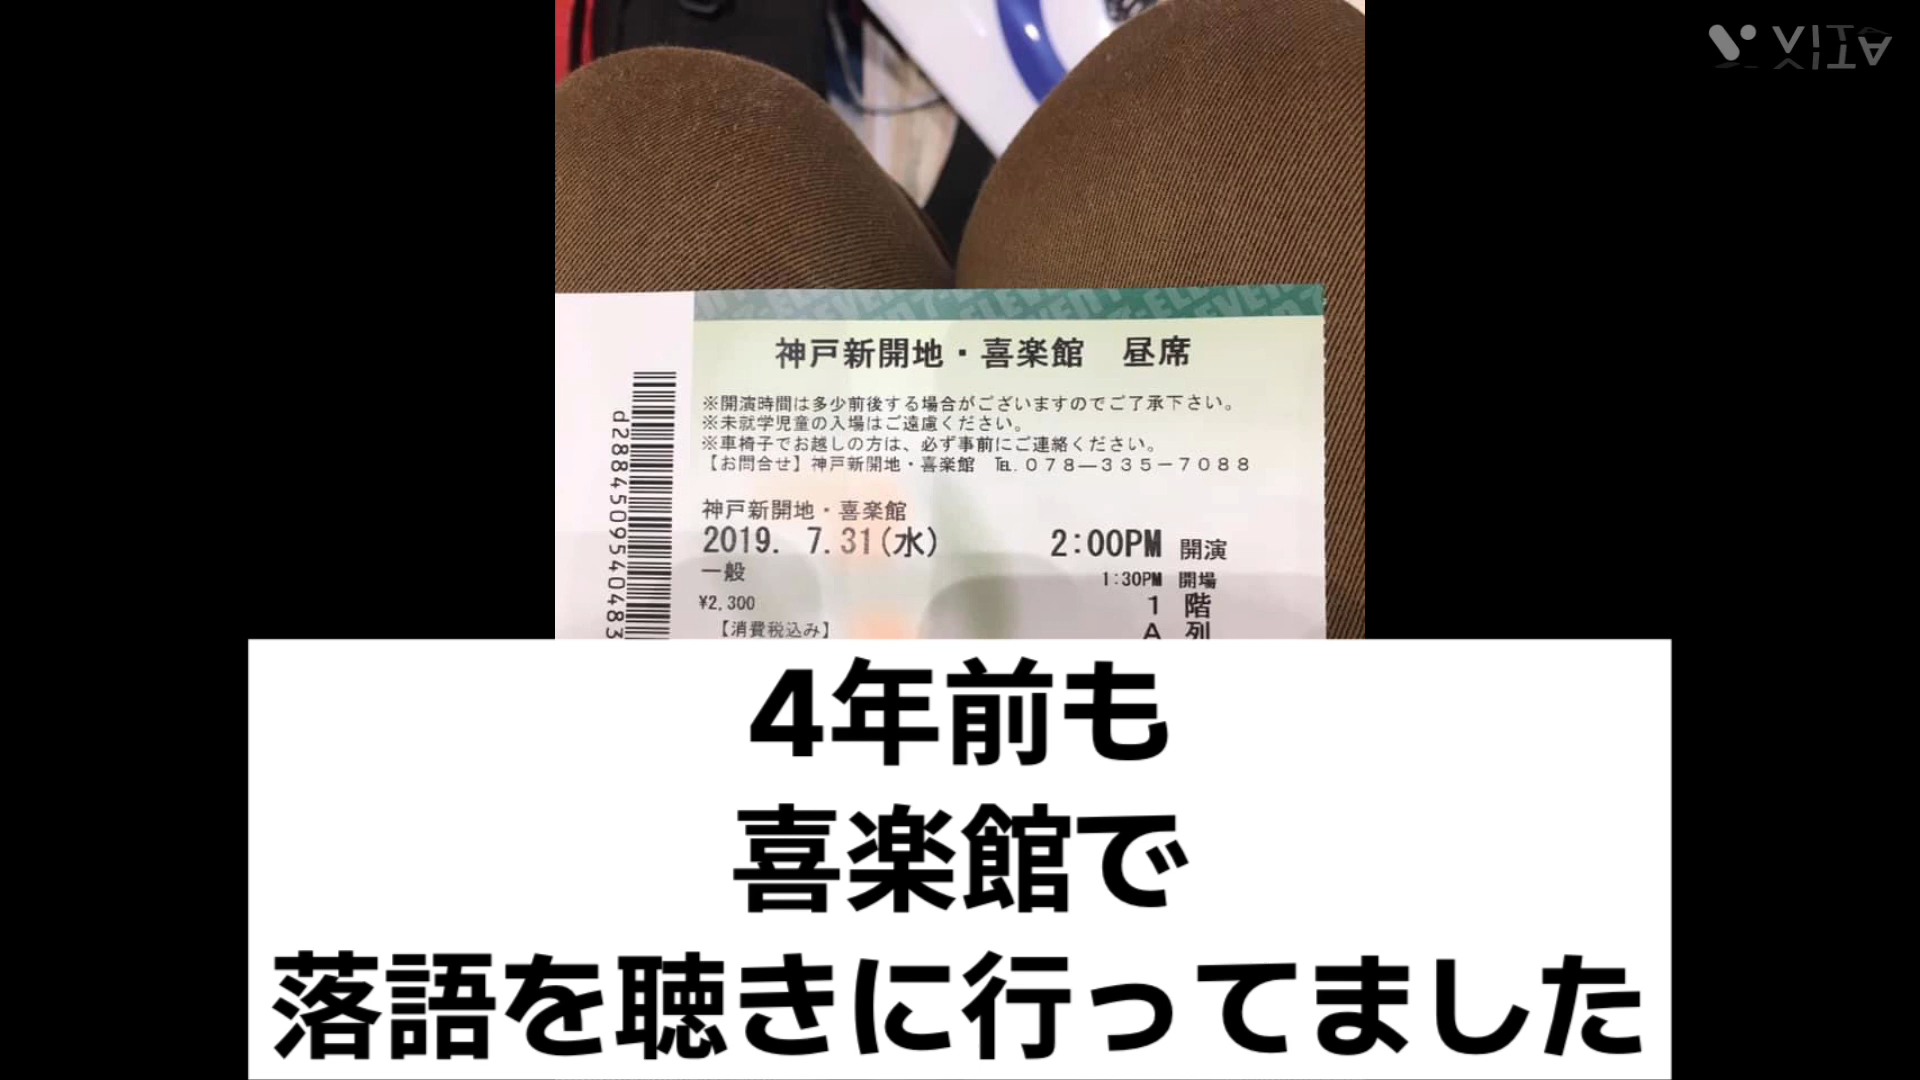 VITA
7-ELEVEN
神戸新開地・喜楽館　昼席
※開演時間は多少前後する場合がございますのでご了承下さい。
※未就学児童の入場はご遠慮ください。
※車椅子でお越しの方は、必ず事前にご連絡ください。
【お問合せ】神戸新開地・喜楽館　℡.０７８―３３５－７０８８
神戸新開地・喜楽館
2019. 7.31(水)　2:00PM 開演
一般　1:30PM 開場
¥2,300　1 階
【消費税込み】　A 列
d2884509540483
4年前も
喜楽館で
落語を聴きに行ってました